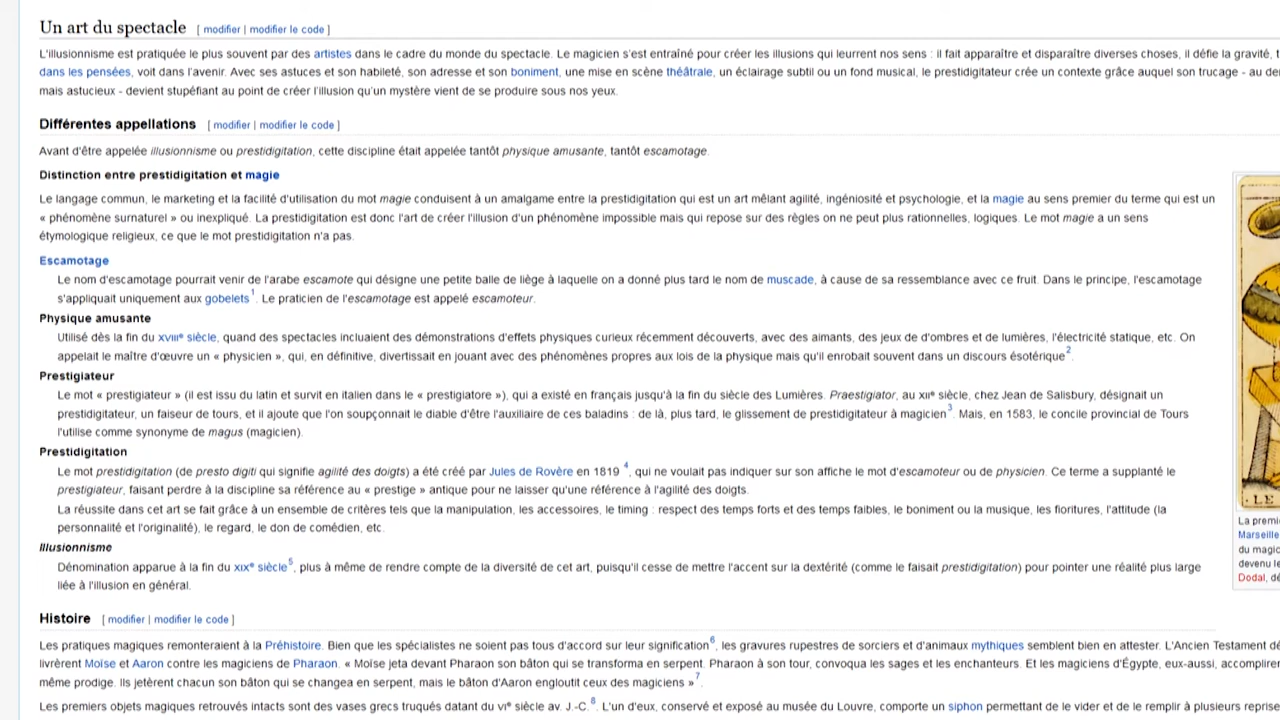 Un art du spectacle [ modifier | modifier le code ]
L'illusionnisme est pratiquée le plus souvent par des artistes dans le cadre du monde du spectacle. Le magicien s'est entraîné pour créer les illusions qui leurrent nos sens : il fait apparaître et disparaître diverses choses, il défie la gravité,
dans les pensées, voit dans l'avenir. Avec ses astuces et son habileté, son adresse et son boniment, une mise en scène théâtrale, un éclairage subtil ou un fond musical, le prestidigitateur crée un contexte grâce auquel son trucage - au
mais astucieux - devient stupéfiant au point de créer l'illusion qu'un mystère vient de se produire sous nos yeux.
Différentes appellations [ modifier | modifier le code ]
Avant d'être appelée illusionnisme ou prestidigitation, cette discipline était appelée tantôt physique amusante, tantôt escamotage.
Distinction entre prestidigitation et magie
Le langage commun, le marketing et la facilité d'utilisation du mot magie conduisent à un amalgame entre la prestidigitation qui est un art mêlant agilité, ingéniosité et psychologie, et la magie au sens premier du terme qui est un
« phénomène surnaturel » ou inexpliqué. La prestidigitation est donc l'art de créer l'illusion d'un phénomène impossible mais qui repose sur des règles on ne peut plus rationnelles, logiques. Le mot magie a un sens
étymologique religieux, ce que le mot prestidigitation n'a pas.
Escamotage
Le nom d'escamotage pourrait venir de l'arabe escamote qui désigne une petite balle de liège à laquelle on a donné plus tard le nom de muscade, à cause de sa ressemblance avec ce fruit. Dans le principe, l'escamotage
s'appliquait uniquement aux gobelets 1. Le praticien de l'escamotage est appelé escamoteur.
Physique amusante
Utilisé dès la fin du XVIIIe siècle, quand des spectacles incluaient des démonstrations d'effets physiques curieux récemment découverts, avec des aimants, des jeux de d'ombres et de lumières, l'électricité statique, etc. On
appelait le maître d'œuvre un « physicien », qui, en définitive, divertissait en jouant avec des phénomènes propres aux lois de la physique mais qu'il enrobait souvent dans un discours ésotérique 2.
Prestigiateur
Le mot « prestigiateur » (il est issu du latin et survit en italien dans le « prestigiatore »), qui a existé en français jusqu'à la fin du siècle des Lumières. Praestigiator, au XIIe siècle, chez Jean de Salisbury, désignait un
prestidigitateur, un faiseur de tours, et il ajoute que l'on soupçonnait le diable d'être l'auxiliaire de ces baladins : de là, plus tard, le glissement de prestidigitateur à magicien 3. Mais, en 1583, le concile provincial de Tours
l'utilise comme synonyme de magus (magicien).
Prestidigitation
Le mot prestidigitation (de presto digiti qui signifie agilité des doigts) a été créé par Jules de Rovère en 1819 4, qui ne voulait pas indiquer sur son affiche le mot d'escamoteur ou de physicien. Ce terme a supplanté le
prestigiateur, faisant perdre à la discipline sa référence au « prestige » antique pour ne laisser qu'une référence à l'agilité des doigts.
La réussite dans cet art se fait grâce à un ensemble de critères tels que la manipulation, les accessoires, le timing : respect des temps forts et des temps faibles, le boniment ou la musique, les fioritures, l'attitude (la
personnalité et l'originalité), le regard, le don de comédien, etc.
Illusionnisme
Dénomination apparue à la fin du XIXe siècle 5, plus à même de rendre compte de la diversité de cet art, puisqu'il cesse de mettre l'accent sur la dextérité (comme le faisait prestidigitation) pour pointer une réalité plus large
liée à l'illusion en général.
LE
La premi
Marseille
du magic
devenu le
Dodal, dé
Histoire [ modifier | modifier le code ]
Les pratiques magiques remonteraient à la Préhistoire. Bien que les spécialistes ne soient pas tous d'accord sur leur signification 6, les gravures rupestres de sorciers et d'animaux mythiques semblent bien en attester. L'Ancien Testament
livrèrent Moïse et Aaron contre les magiciens de Pharaon. « Moïse jeta devant Pharaon son bâton qui se transforma en serpent. Pharaon à son tour, convoqua les sages et les enchanteurs. Et les magiciens d'Égypte, eux-aussi, accomplire
même prodige. Ils jetèrent chacun son bâton qui se changea en serpent, mais le bâton d'Aaron engloutit ceux des magiciens » 7.
Les premiers objets magiques retrouvés intacts sont des vases grecs truqués datant du VIe siècle av. J.-C. 8. L'un d'eux, conservé et exposé au musée du Louvre, comporte un siphon permettant de le vider et de le remplir à plusieurs reprise